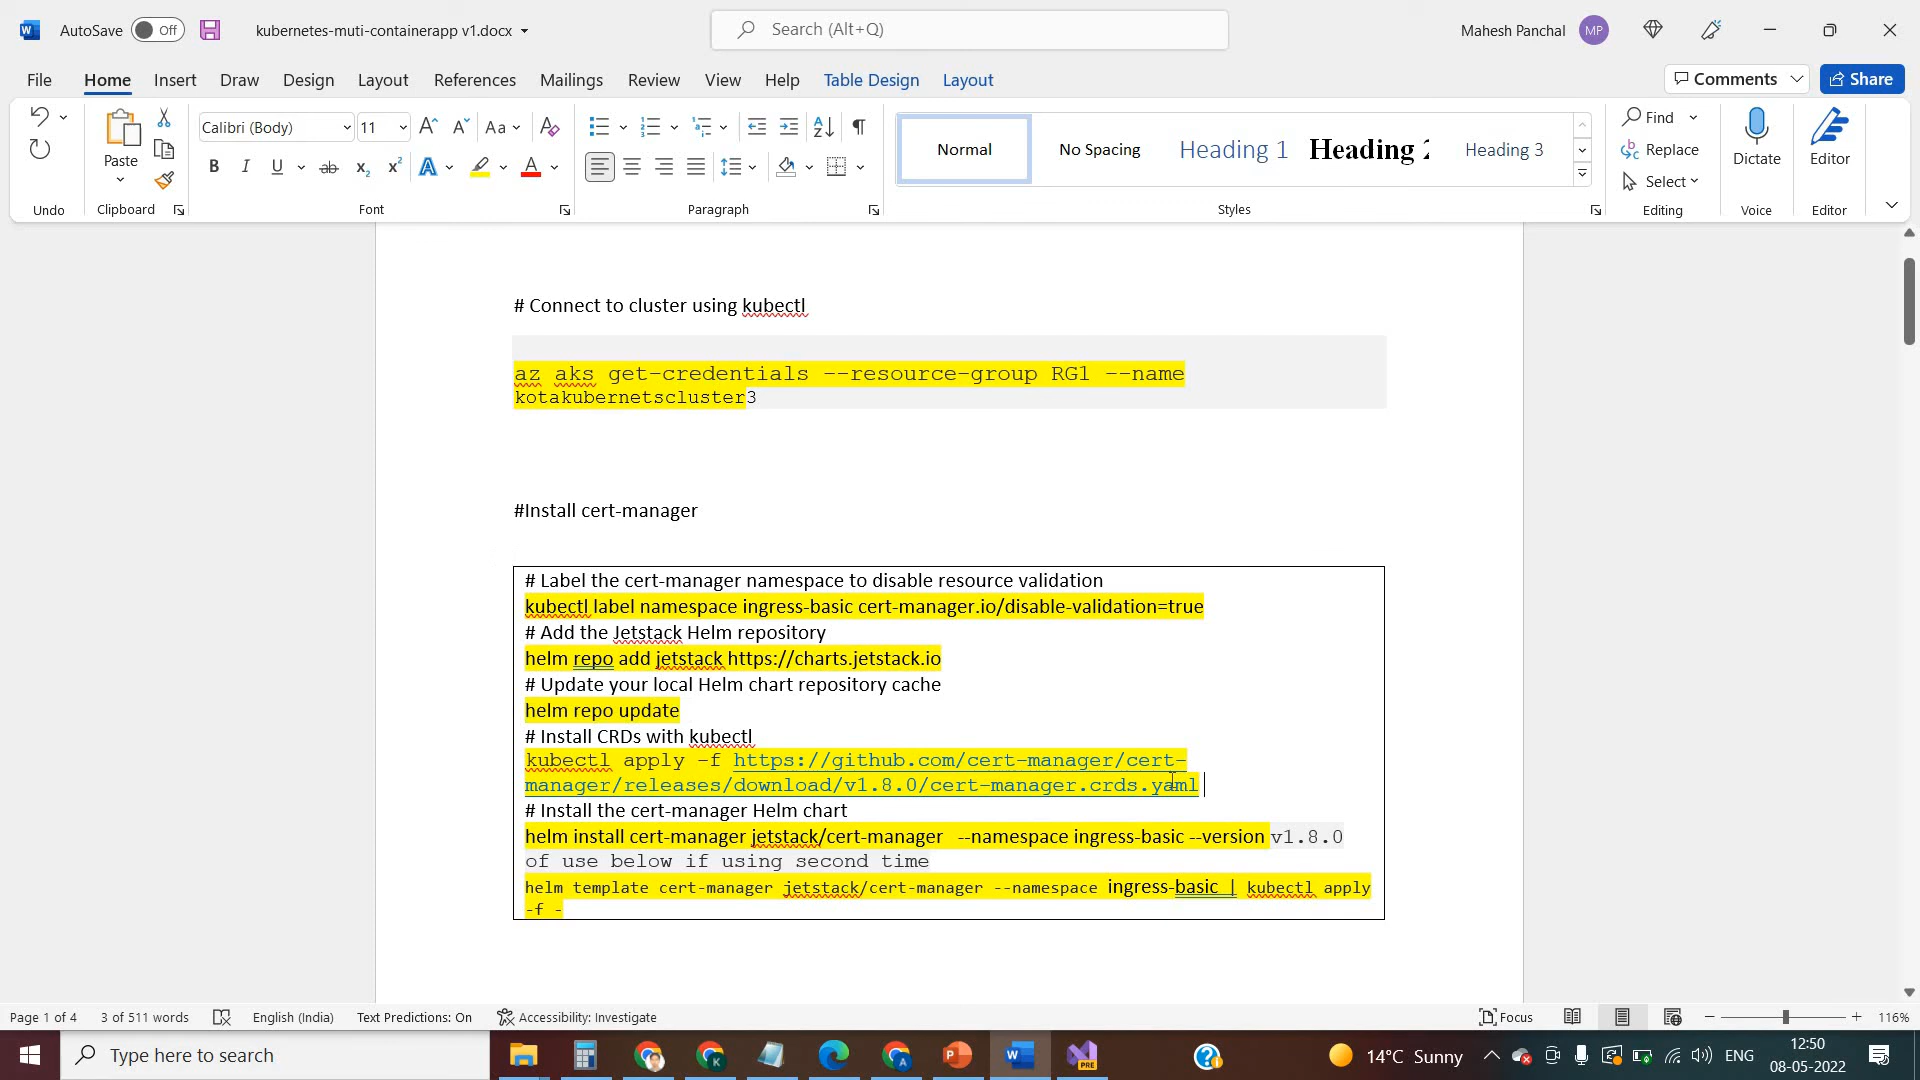 AutoSave Off kubernetes-muti-containerapp v1.docx Search (Alt+Q) Mahesh Panchal MP
File Home Insert Draw Design Layout References Mailings Review View Help Table Design Layout Comments Share
Paste Calibri (Body) 11 Aa Normal No Spacing Heading 1 Heading 2 Heading 3 Find Replace Select Dictate Editor
Undo Clipboard Font Paragraph Styles Editing Voice Editor
# Connect to cluster using kubectl
az aks get-credentials --resource-group RG1 --name
kotakubernetscluster3
#Install cert-manager
# Label the cert-manager namespace to disable resource validation
kubectl label namespace ingress-basic cert-manager.io/disable-validation=true
# Add the Jetstack Helm repository
helm repo add jetstack https://charts.jetstack.io
# Update your local Helm chart repository cache
helm repo update
# Install CRDs with kubectl
kubectl apply -f https://github.com/cert-manager/cert-
manager/releases/download/v1.8.0/cert-manager.crds.yaml
# Install the cert-manager Helm chart
helm install cert-manager jetstack/cert-manager   --namespace ingress-basic --version v1.8.0
of use below if using second time
helm template cert-manager jetstack/cert-manager --namespace ingress-basic | kubectl apply
-f -
Page 1 of 4 3 of 511 words English (India) Text Predictions: On Accessibility: Investigate Focus 116%
Type here to search 14°C Sunny ENG 12:50
08-05-2022